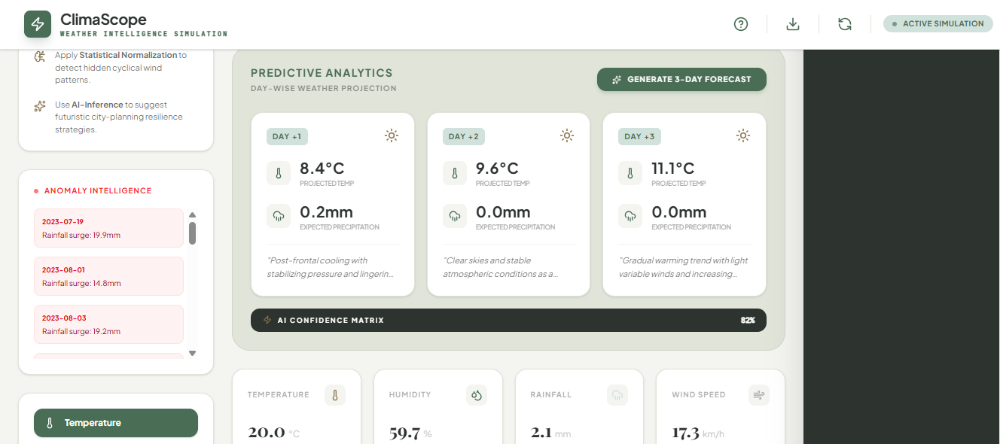 ClimaScope
WEATHER INTELLIGENCE SIMULATION
ACTIVE SIMULATION
Apply Statistical Normalization to
detect hidden cyclical wind
patterns.
Use AI-Inference to suggest
futuristic city-planning resilience
strategies.
ANOMALY INTELLIGENCE
2023-07-19
Rainfall surge: 19.9mm
2023-08-01
Rainfall surge: 14.8mm
2023-08-03
Rainfall surge: 19.2mm
Temperature
PREDICTIVE ANALYTICS
DAY-WISE WEATHER PROJECTION
GENERATE 3-DAY FORECAST
DAY +1
8.4°C
PROJECTED TEMP
0.2mm
EXPECTED PRECIPITATION
"Post-frontal cooling with
stabilizing pressure and lingerin...
DAY +2
9.6°C
PROJECTED TEMP
0.0mm
EXPECTED PRECIPITATION
"Clear skies and stable
atmospheric conditions as a...
DAY +3
11.1°C
PROJECTED TEMP
0.0mm
EXPECTED PRECIPITATION
"Gradual warming trend with light
variable winds and increasing...
AI CONFIDENCE MATRIX
82%
TEMPERATURE
20.0 °C
HUMIDITY
59.7 %
RAINFALL
2.1 mm
WIND SPEED
17.3 km/h